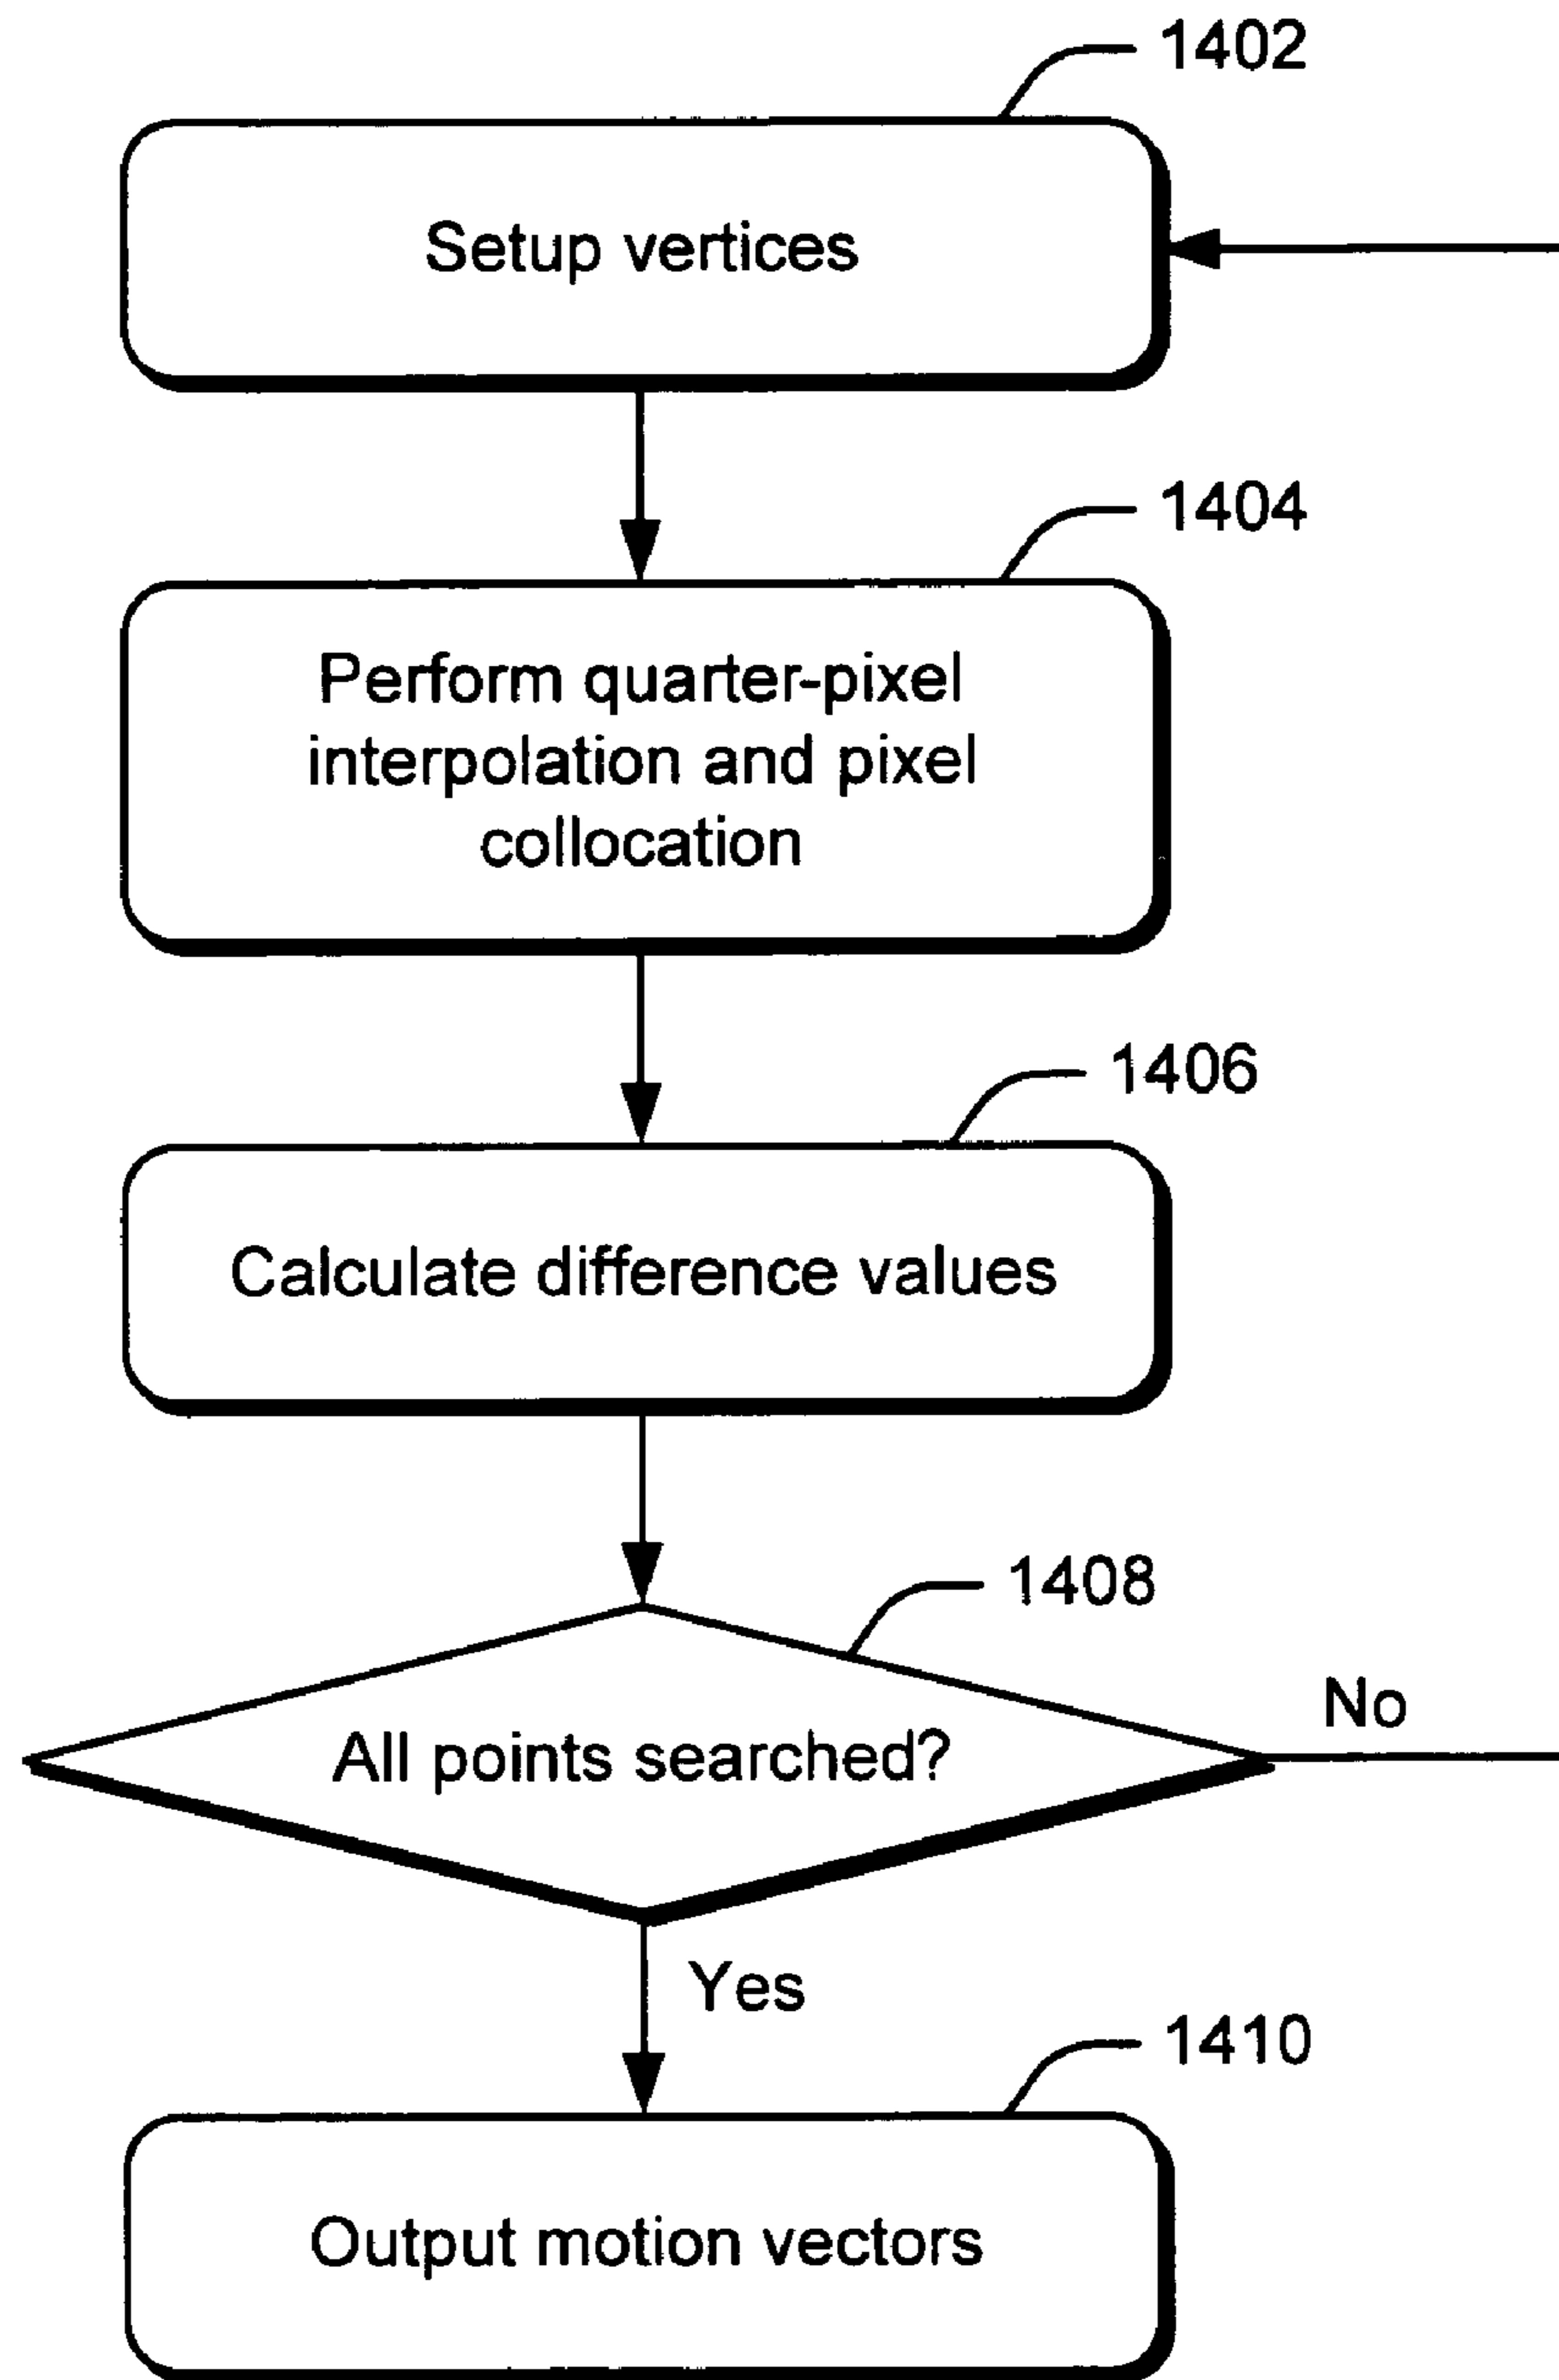 1402
Setup vertices
1404
Perform quarter-pixel
interpolation and pixel
collocation
1406
Calculate difference values
1408
All points searched?
No
Yes
1410
Output motion vectors